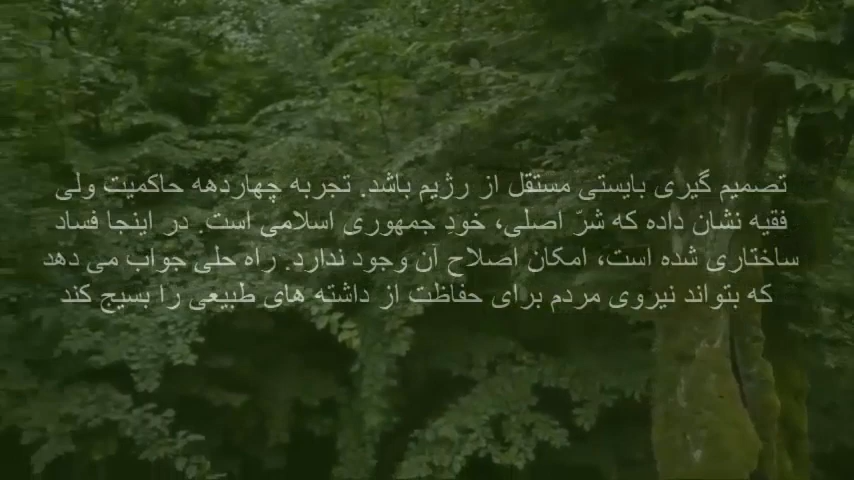 تصمیم گیری بایستی مستقل از رژیم باشد. تجربه چهاردهه حاکمیت ولی
فقیه نشان داده که شرّ اصلی، خودِ جمهوری اسلامی است. در اینجا فساد
ساختاری شده است، امکان اصلاح آن وجود ندارد. راه حلی جواب می دهد
که بتواند نیروی مردم برای حفاظت از داشته های طبیعی را بسیج کند